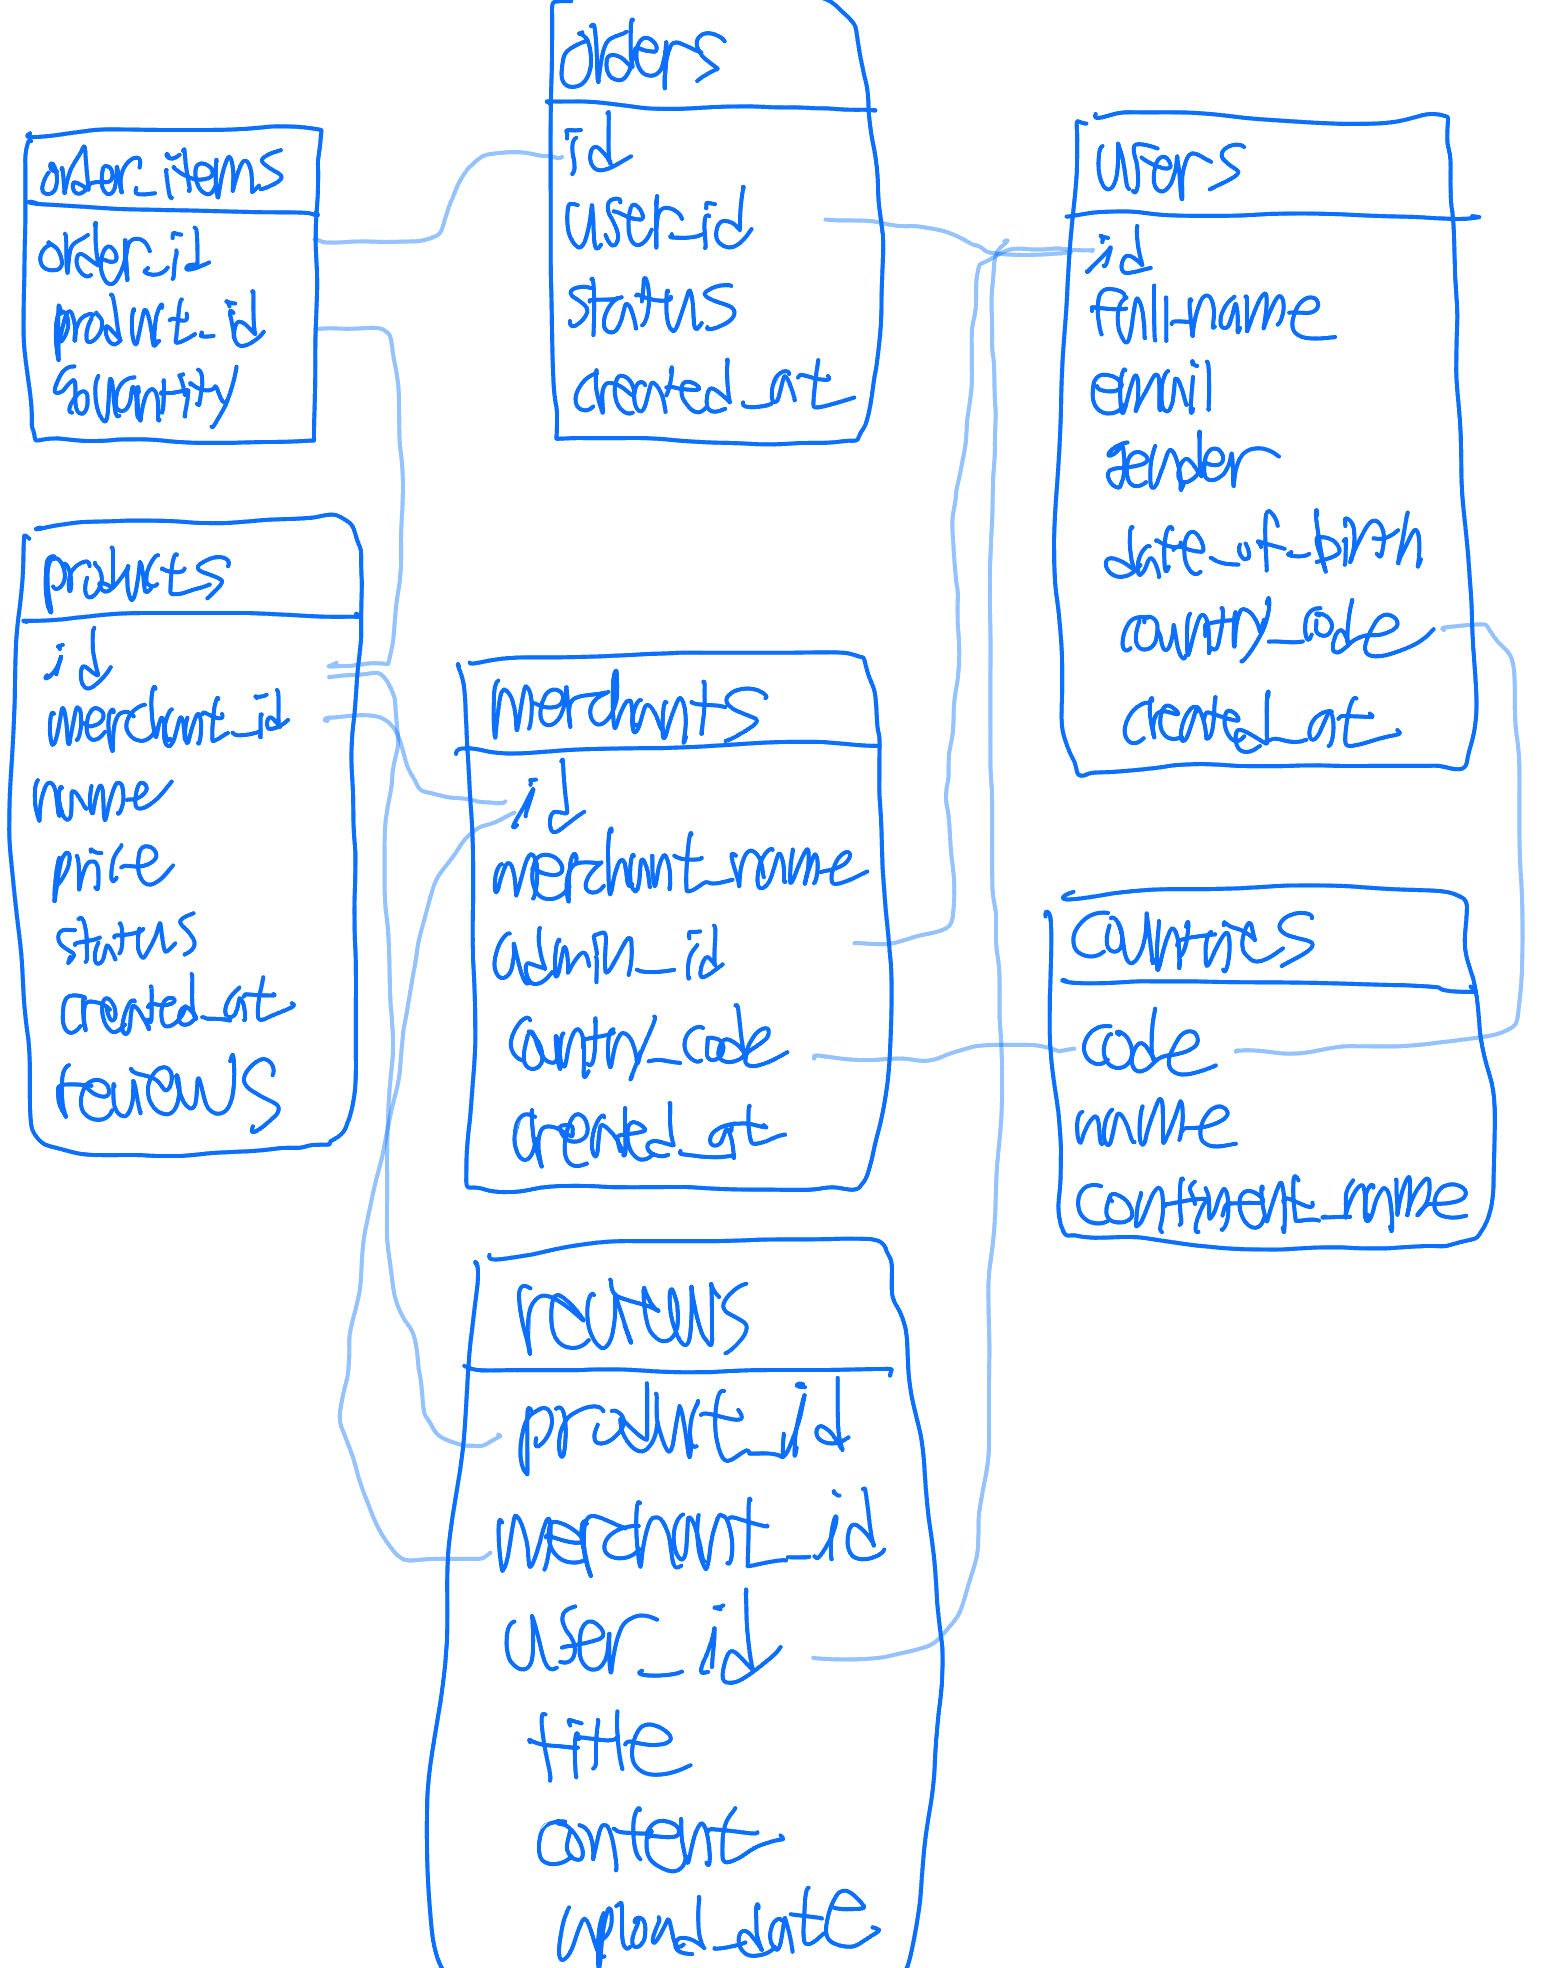 orders
id
user_id
status
created_at
order_items
order_id
product_id
quantity
users
id
full_name
email
gender
date_of_birth
country_code
created_at
products
id
merchant_id
name
price
status
created_at
reviews
merchants
id
merchant_name
admin_id
country_code
created_at
countries
code
name
continent_name
reviews
product_id
merchant_id
user_id
title
content
upload_date